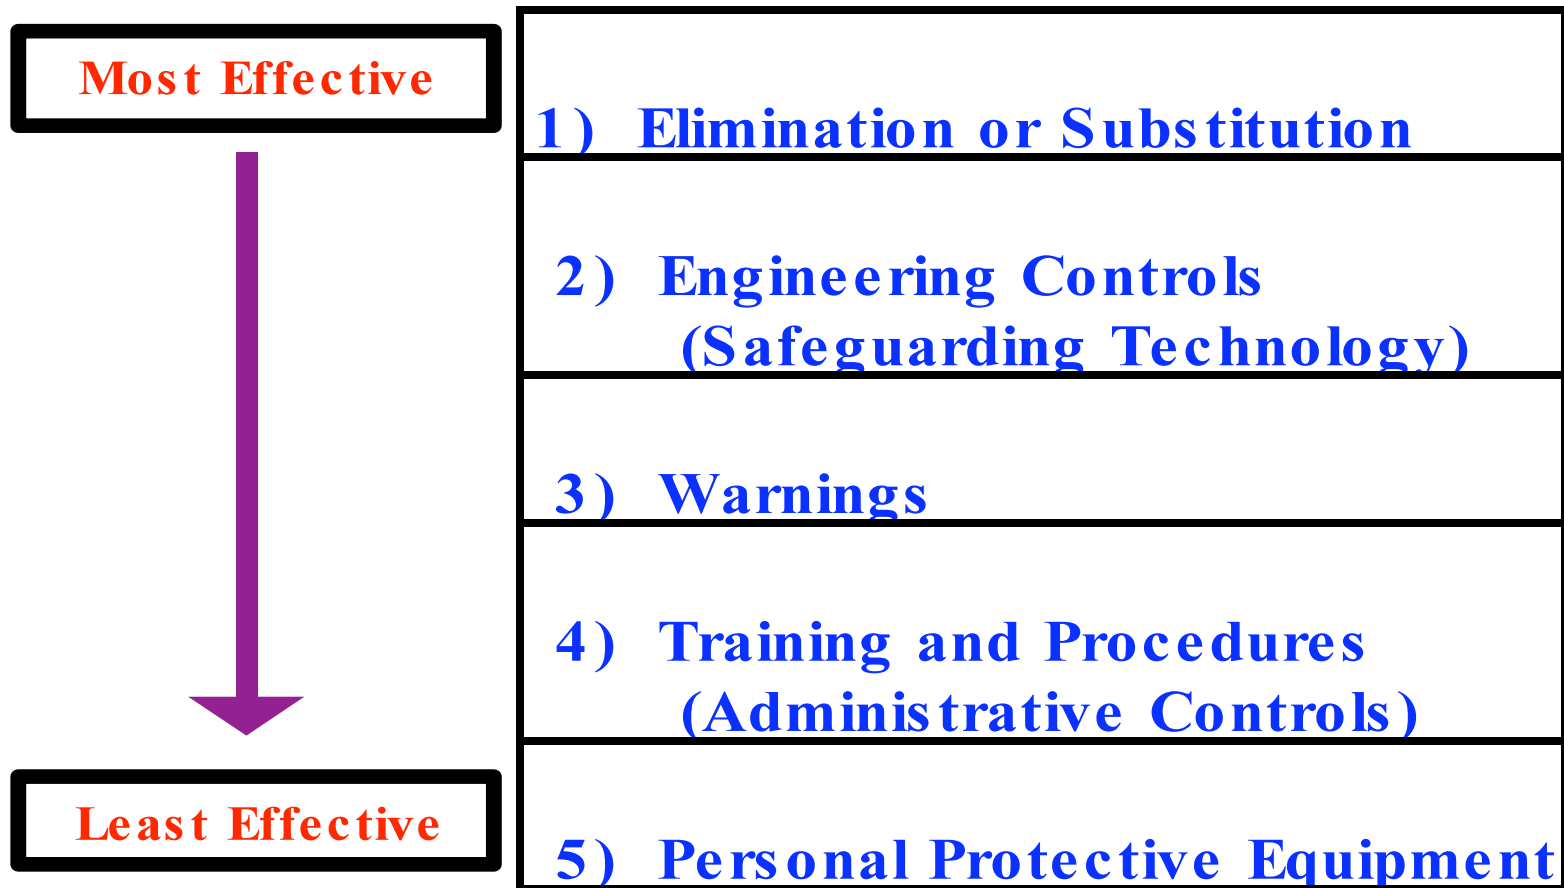 Most Effective
1) Elimination or Substitution
2) Engineering Controls
(Safeguarding Technology)
3) Warnings
4) Training and Procedures
(Administrative Controls)
Least Effective
5) Personal Protective Equipment